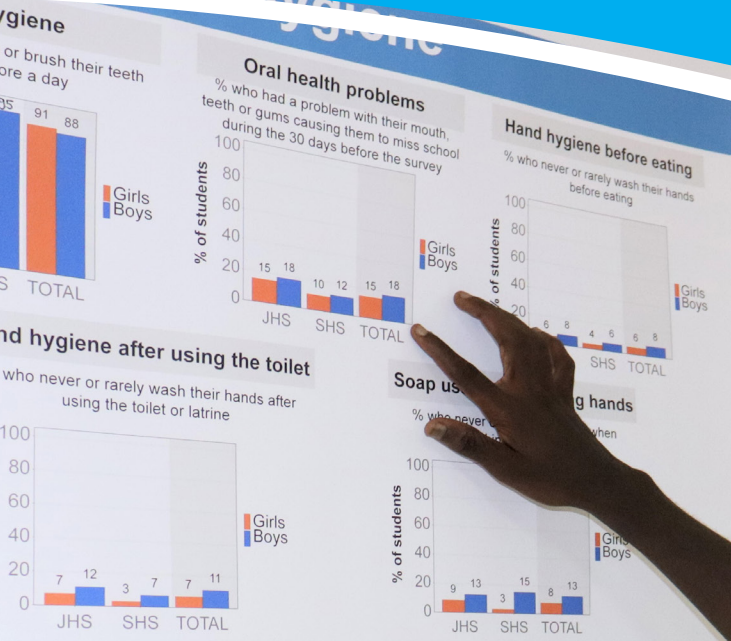 ygiene
ygiene
or brush their teeth
ore a day
91
88
Girls
Boys
S TOTAL
Oral health problems
% who had a problem with their mouth,
teeth or gums causing them to miss school
during the 30 days before the survey
% of students
100
80
60
40
20
0
15 18 10 12 15 18
JHS SHS TOTAL
Girls
Boys
Hand hygiene before eating
% who never or rarely wash their hands
before eating
% of students
100
80
60
40
20
6 8 4 6 6 8
SHS TOTAL
Girls
Boys
nd hygiene after using the toilet
who never or rarely wash their hands after
using the toilet or latrine
100
80
60
40
20
0
7 12 3 7 7 11
JHS SHS TOTAL
Girls
Boys
Soap us g hands
% who never when
% of students
100
80
60
40
20
0
9 13 3 15 8 13
JHS SHS TOTAL
Girls
Boys